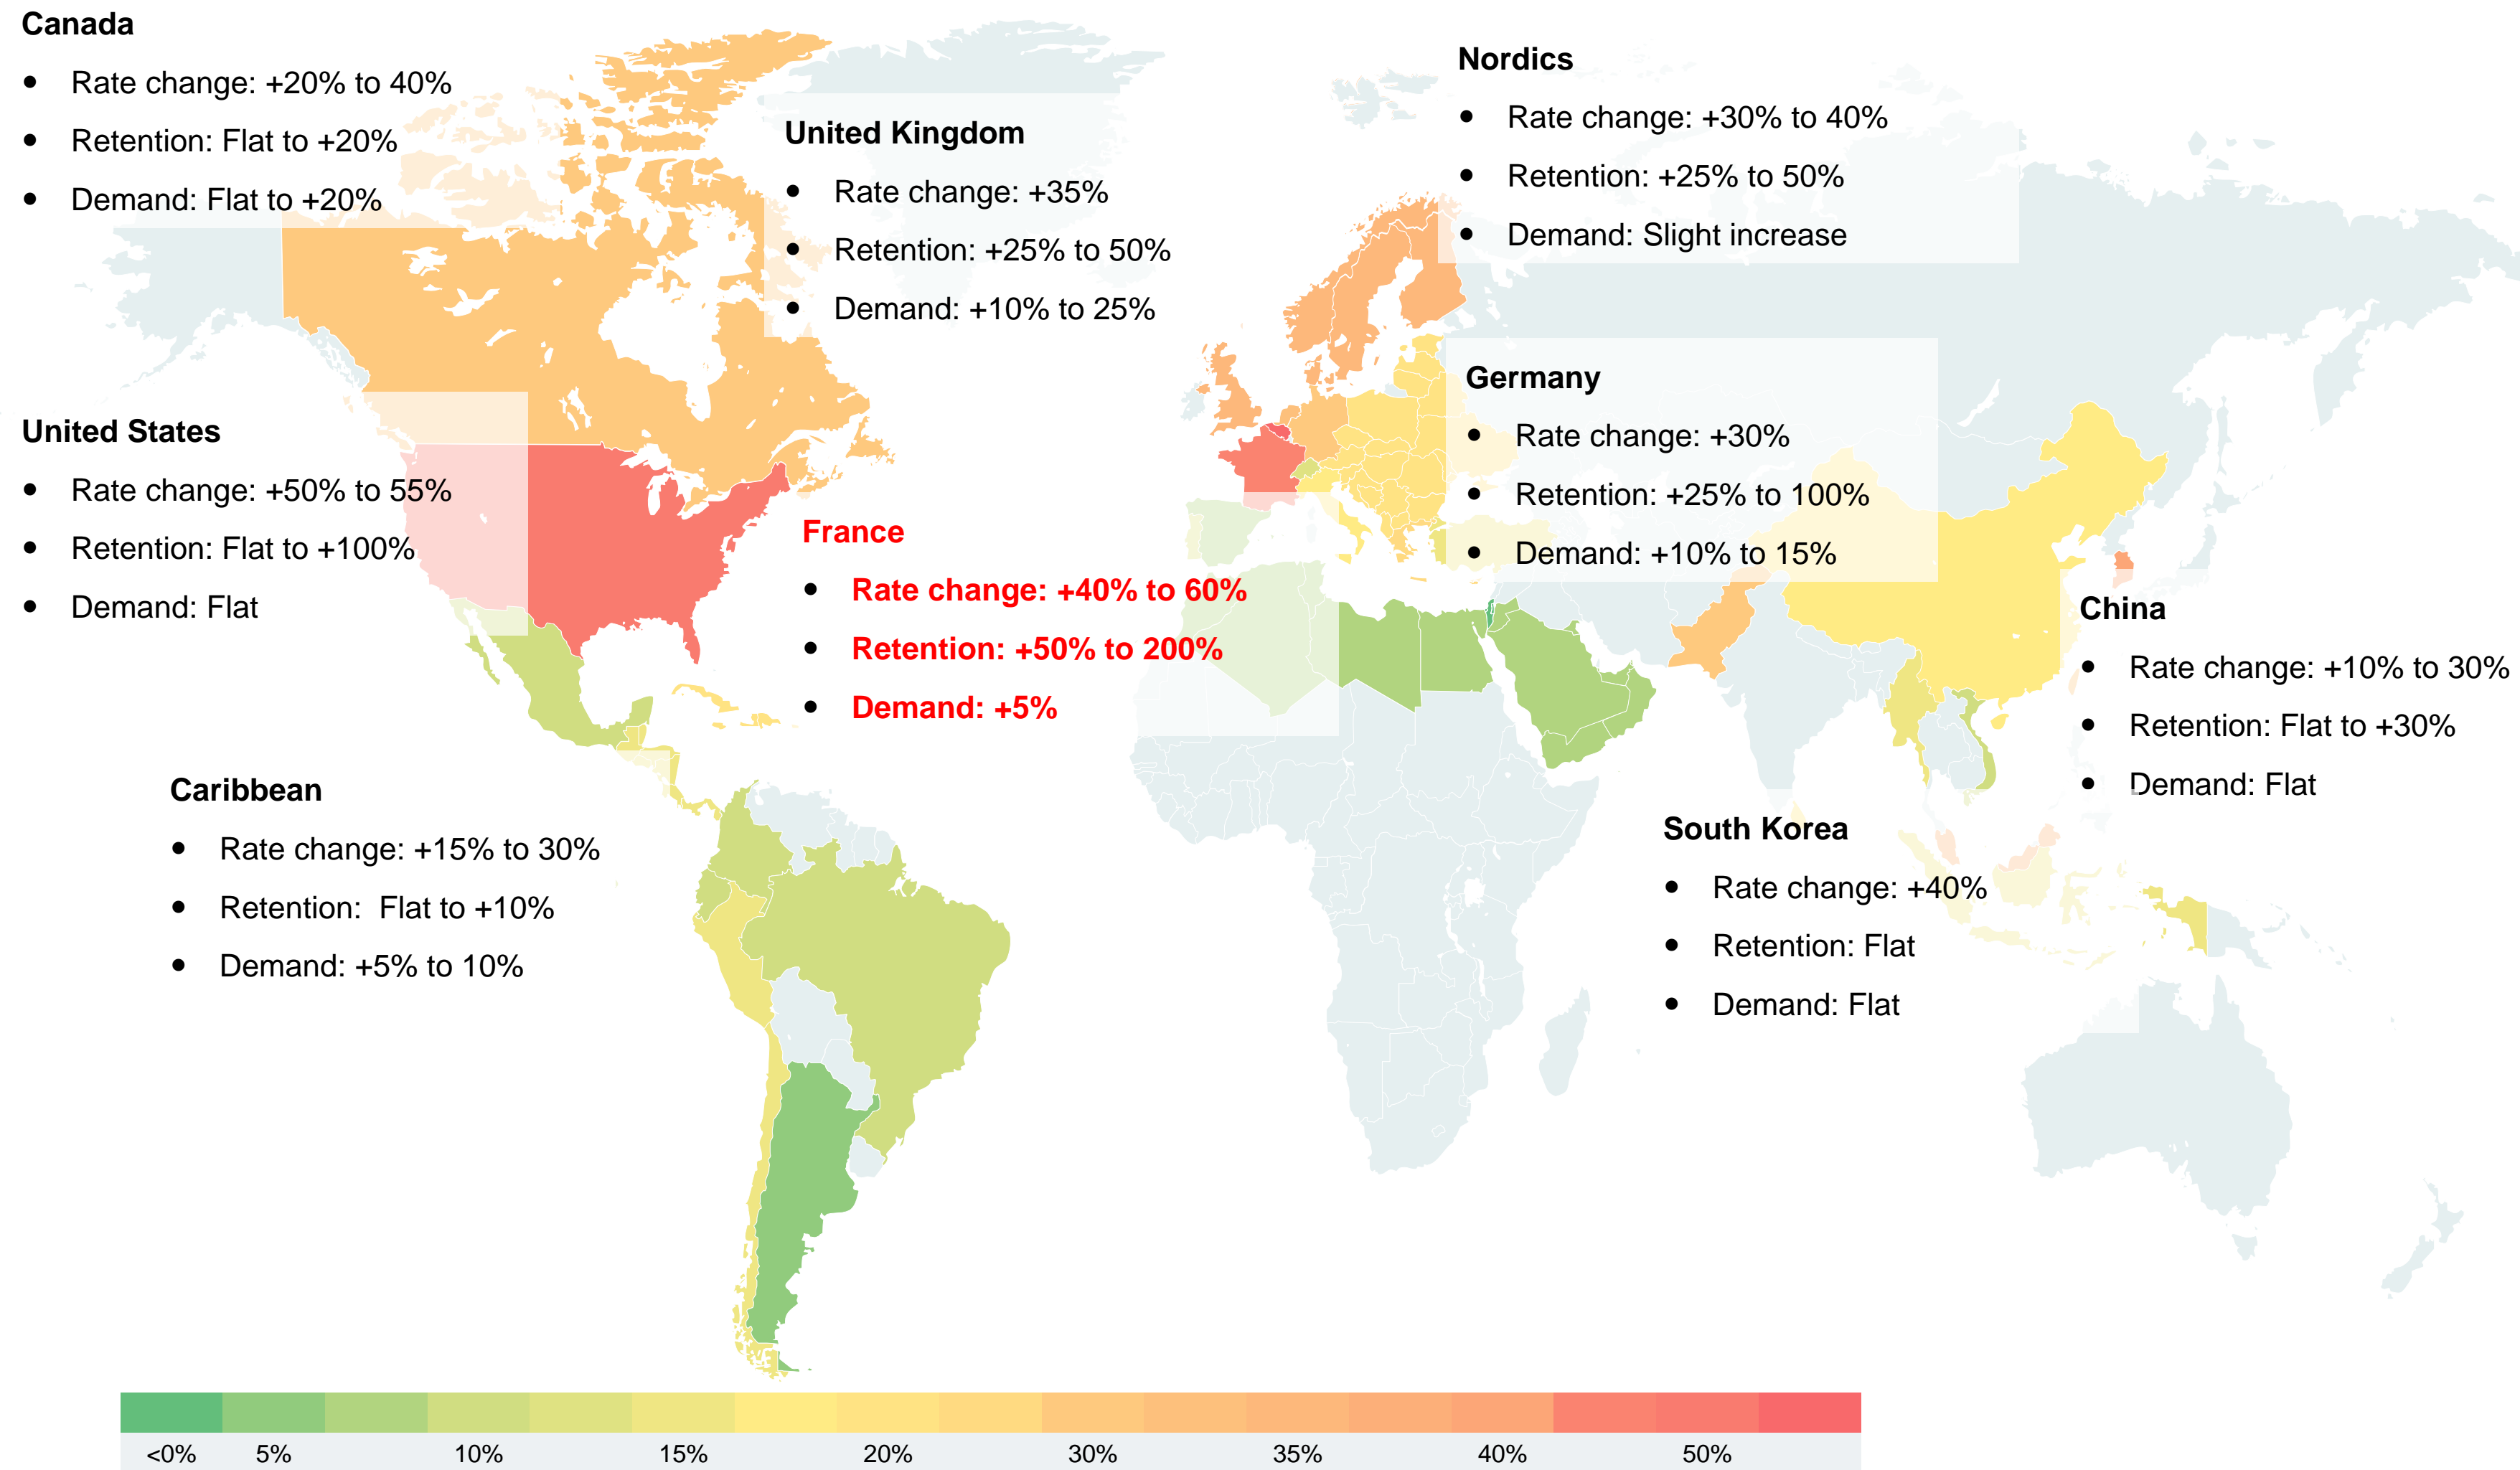 Canada
• Rate change: +20% to 40%
• Retention: Flat to +20%
• Demand: Flat to +20%
United Kingdom
• Rate change: +35%
• Retention: +25% to 50%
• Demand: +10% to 25%
Nordics
• Rate change: +30% to 40%
• Retention: +25% to 50%
• Demand: Slight increase
United States
• Rate change: +50% to 55%
• Retention: Flat to +100%
• Demand: Flat
France
• Rate change: +40% to 60%
• Retention: +50% to 200%
• Demand: +5%
Germany
• Rate change: +30%
• Retention: +25% to 100%
• Demand: +10% to 15%
China
• Rate change: +10% to 30%
• Retention: Flat to +30%
• Demand: Flat
Caribbean
• Rate change: +15% to 30%
• Retention:  Flat to +10%
• Demand: +5% to 10%
South Korea
• Rate change: +40%
• Retention: Flat
• Demand: Flat
<0% 5% 10% 15% 20% 30% 35% 40% 50%